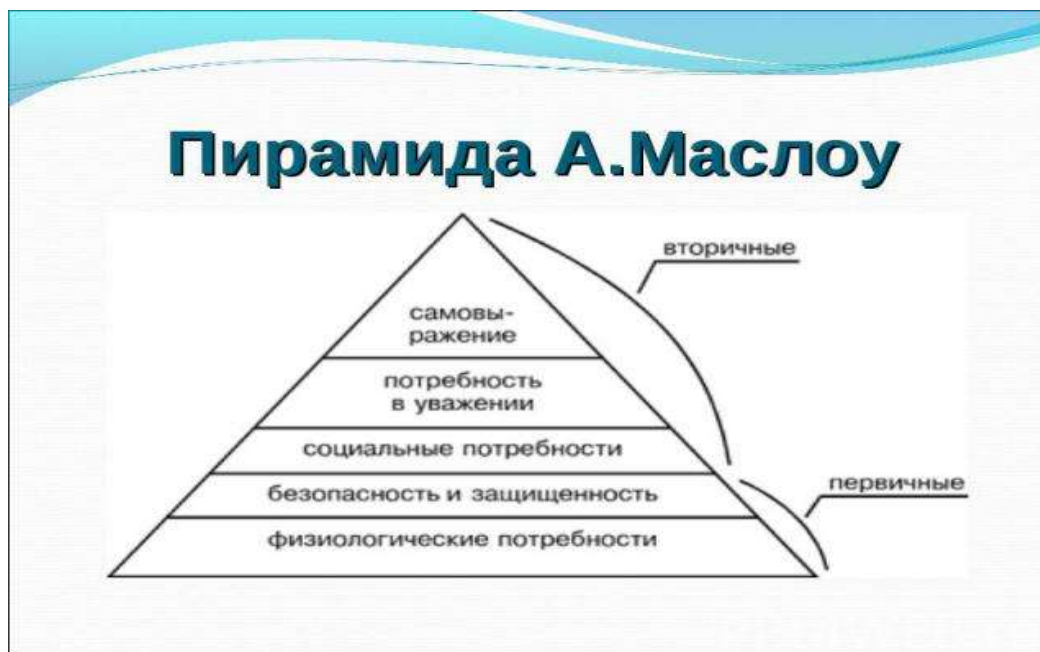 Пирамида А.Маслоу
вторичные
самовы-
ражение
потребность
в уважении
социальные потребности
безопасность и защищенность
первичные
физиологические потребности